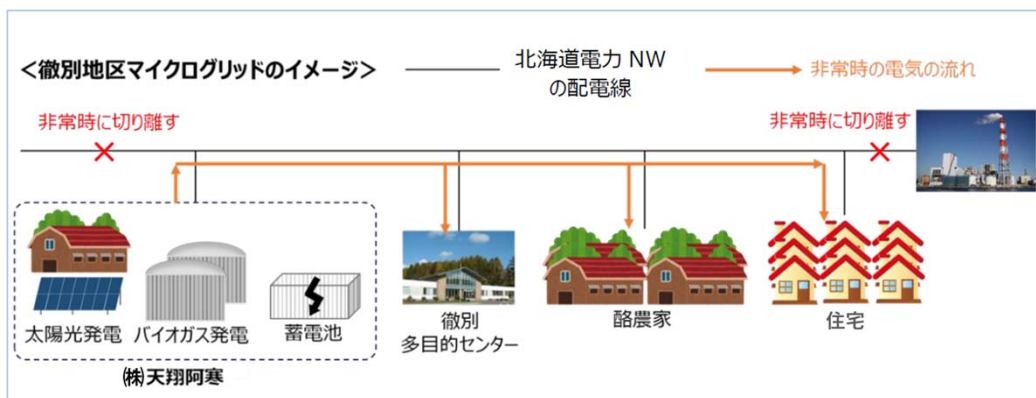 <徹別地区マイクログリッドのイメージ>
北海道電力 NW
の配電線
非常時の電気の流れ
非常時に切り離す
非常時に切り離す
太陽光発電
バイオガス発電
蓄電池
㈱天翔阿寒
徹別
多目的センター
酪農家
住宅